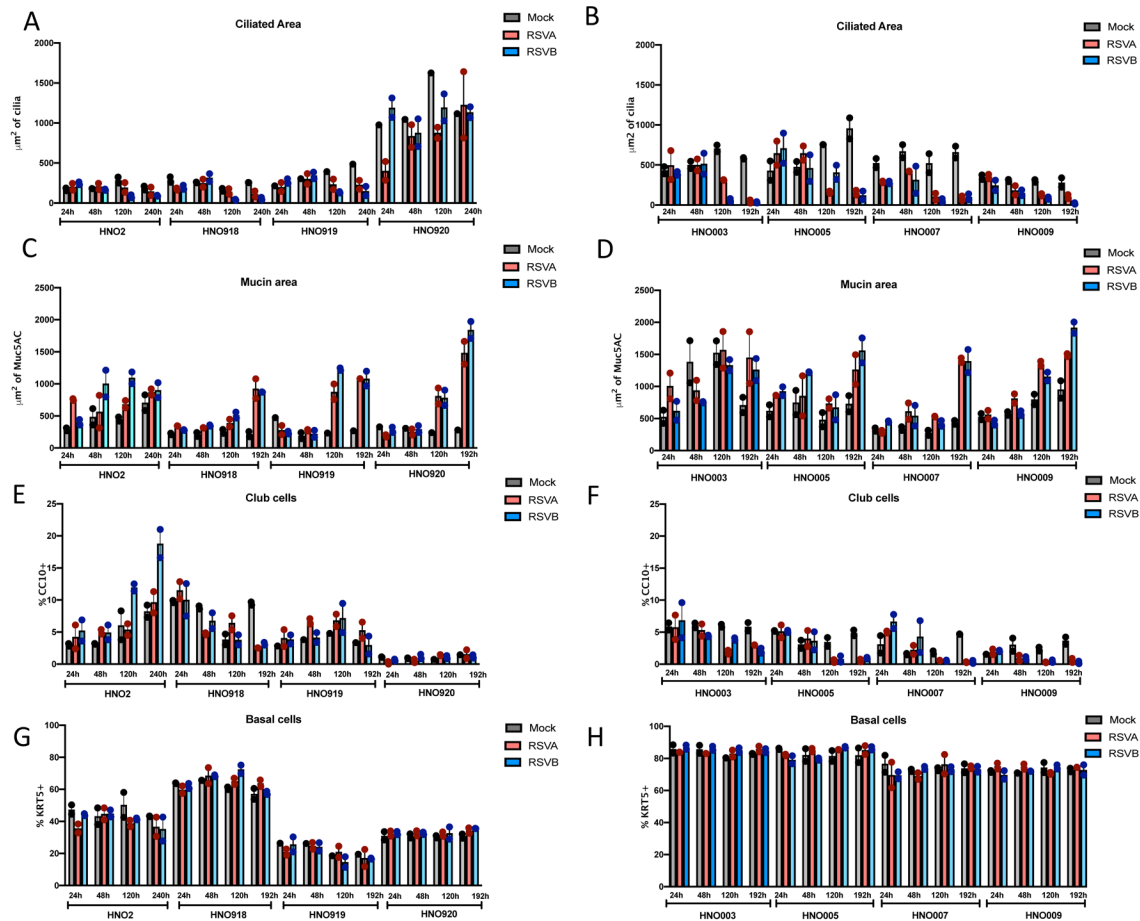 A
Ciliated Area
Mock
RSVA
RSVB
2000
1500
1000
500
0
µm² of cilia
24h 48h 120h 240h 24h 48h 120h 240h 24h 48h 120h 240h 24h 48h 120h 240h
HNO2 HNO918 HNO919 HNO920
B
Ciliated Area
Mock
RSVA
RSVB
2000
1500
1000
500
0
µm² of cilia
24h 48h 120h 192h 24h 48h 120h 192h 24h 48h 120h 192h 24h 48h 120h 192h
HNO003 HNO005 HNO007 HNO009
C
Mucin area
Mock
RSVA
RSVB
2500
2000
1500
1000
500
0
µm² of Muc5AC
24h 48h 120h 240h 24h 48h 120h 192h 24h 48h 120h 192h 24h 48h 120h 192h
HNO2 HNO918 HNO919 HNO920
D
Mucin area
Mock
RSVA
RSVB
2500
2000
1500
1000
500
0
µm² of Muc5AC
24h 48h 120h 192h 24h 48h 120h 192h 24h 48h 120h 192h 24h 48h 120h 192h
HNO003 HNO005 HNO007 HNO009
E
Club cells
Mock
RSVA
RSVB
25
20
15
10
5
0
% CC10+
24h 48h 120h 240h 24h 48h 120h 192h 24h 48h 120h 192h 24h 48h 120h 192h
HNO2 HNO918 HNO919 HNO920
F
Club cells
Mock
RSVA
RSVB
25
20
15
10
5
0
% CC10+
24h 48h 120h 192h 24h 48h 120h 192h 24h 48h 120h 192h 24h 48h 120h 192h
HNO003 HNO005 HNO007 HNO009
G
Basal cells
Mock
RSVA
RSVB
100
80
60
40
20
0
% KRT5+
24h 48h 120h 240h 24h 48h 120h 192h 24h 48h 120h 192h 24h 48h 120h 192h
HNO2 HNO918 HNO919 HNO920
H
Basal cells
Mock
RSVA
RSVB
100
80
60
40
20
0
% KRT5+
24h 48h 120h 192h 24h 48h 120h 192h 24h 48h 120h 192h 24h 48h 120h 192h
HNO003 HNO005 HNO007 HNO009